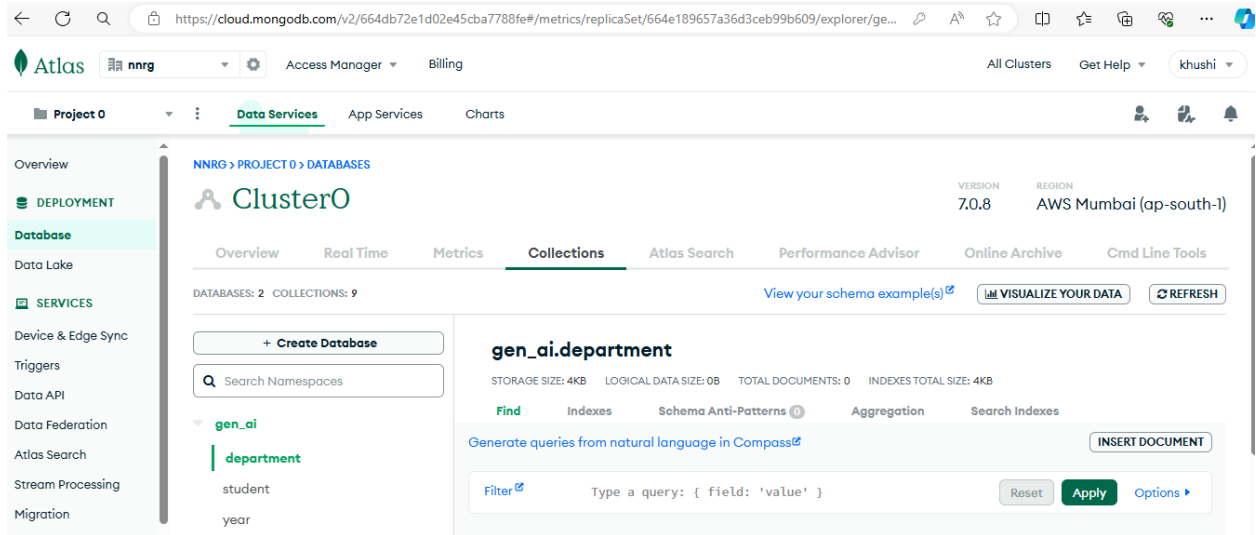 https://cloud.mongodb.com/v2/664db72e1d02e45cba7788fe#/metrics/replicaSet/664e189657a36d3ceb99b609/explorer/ge...
Atlas nnrg Access Manager Billing All Clusters Get Help khushi
Project 0 Data Services App Services Charts
Overview
DEPLOYMENT
Database
Data Lake
SERVICES
Device & Edge Sync
Triggers
Data API
Data Federation
Atlas Search
Stream Processing
Migration
NNRG > PROJECT 0 > DATABASES
Cluster0
VERSION REGION
7.0.8 AWS Mumbai (ap-south-1)
Overview Real Time Metrics Collections Atlas Search Performance Advisor Online Archive Cmd Line Tools
DATABASES: 2 COLLECTIONS: 9 View your schema example(s) VISUALIZE YOUR DATA REFRESH
+ Create Database
Search Namespaces
gen_ai
department
student
year
gen_ai.department
STORAGE SIZE: 4KB LOGICAL DATA SIZE: 0B TOTAL DOCUMENTS: 0 INDEXES TOTAL SIZE: 4KB
Find Indexes Schema Anti-Patterns 0 Aggregation Search Indexes
Generate queries from natural language in Compass INSERT DOCUMENT
Filter Type a query: { field: 'value' } Reset Apply Options